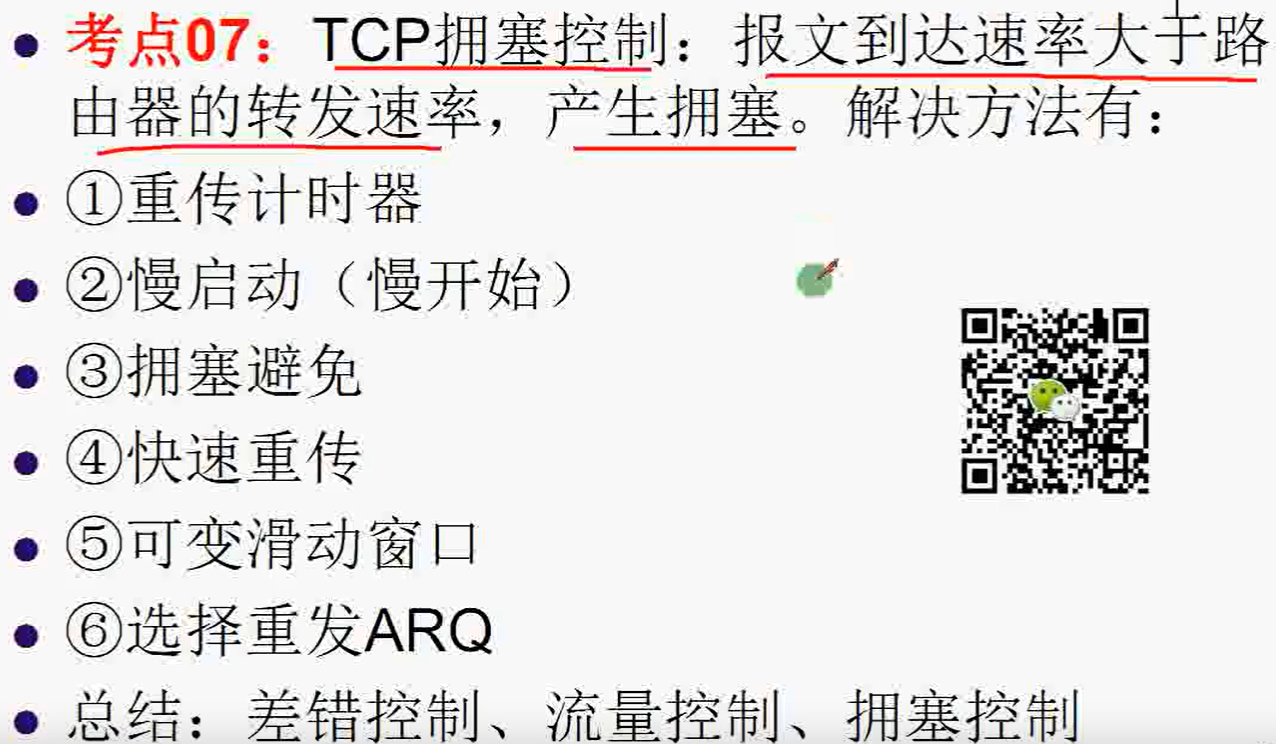 考点07：TCP拥塞控制：报文到达速率大于路
由器的转发速率，产生拥塞。解决方法有：
①重传计时器
②慢启动（慢开始）
③拥塞避免
④快速重传
⑤可变滑动窗口
⑥选择重发ARQ
总结：差错控制、流量控制、拥塞控制